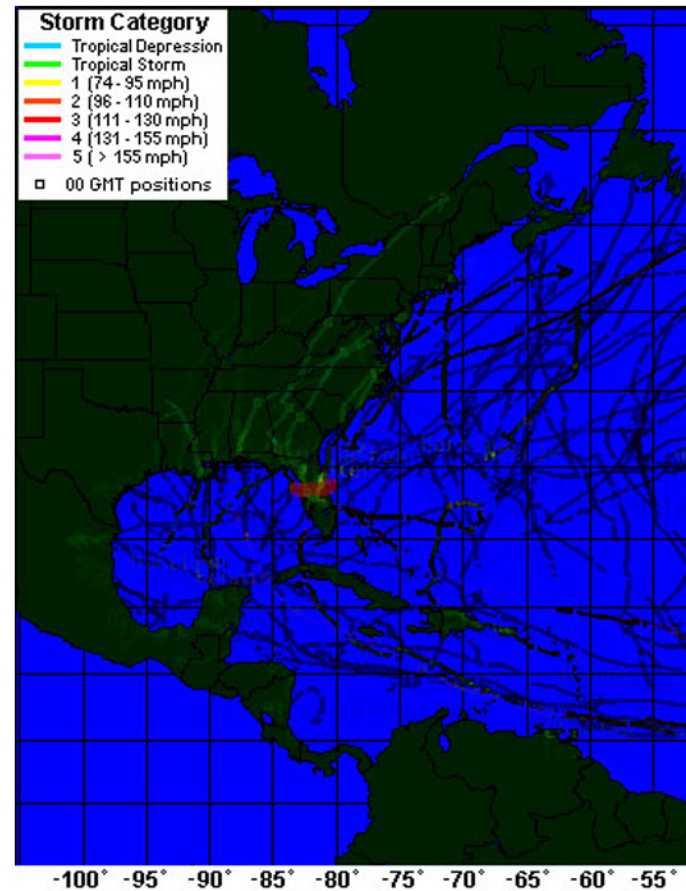 Storm Category
Tropical Depression
Tropical Storm
1 (74-95 mph)
2 (96-110 mph)
3 (111-130 mph)
4 (131-155 mph)
5 ( > 155 mph)
00 GMT positions
-100° -95° -90° -85° -80° -75° -70° -65° -60° -55°